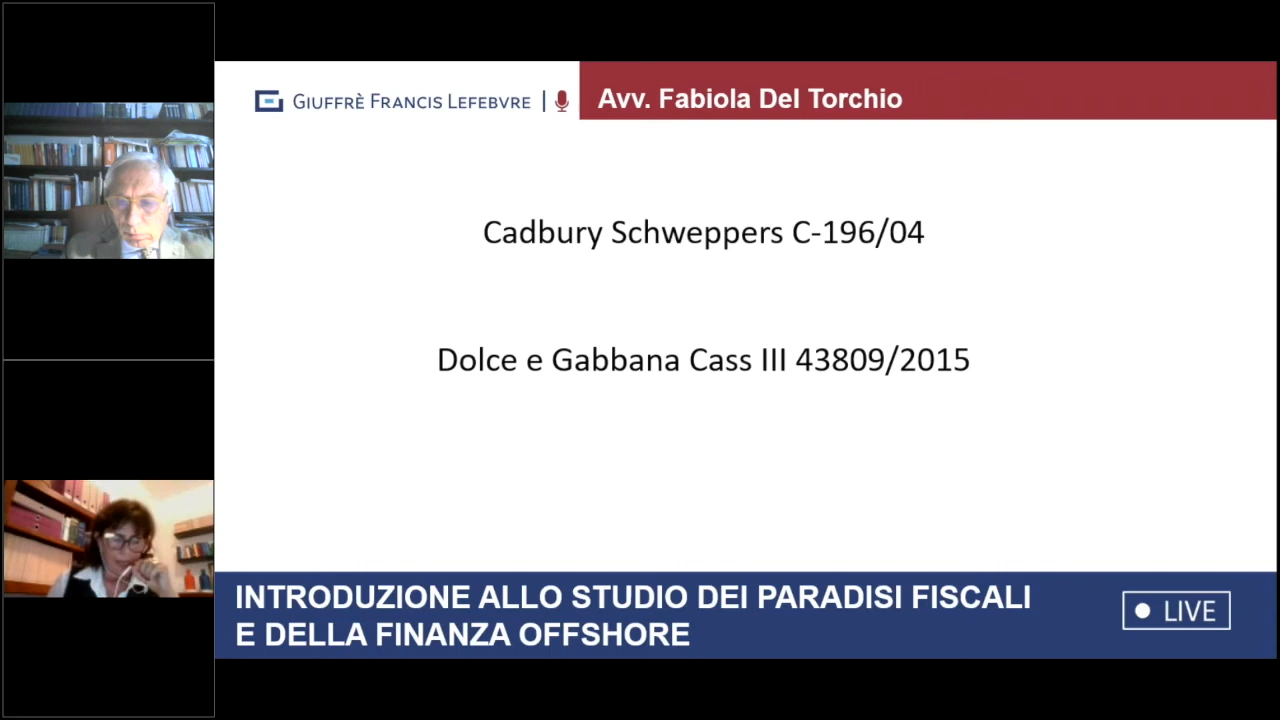 GIUFFRÈ FRANCIS LEFEBVRE
Avv. Fabiola Del Torchio
Cadbury Schweppers C-196/04
Dolce e Gabbana Cass III 43809/2015
INTRODUZIONE ALLO STUDIO DEI PARADISI FISCALI
E DELLA FINANZA OFFSHORE
LIVE